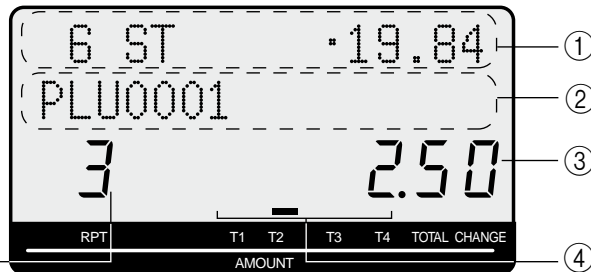 6 ST ·19.84 ①
PLU0001 ②
3 2.50 ③
RPT T1 T2 T3 T4 TOTAL CHANGE
AMOUNT ④